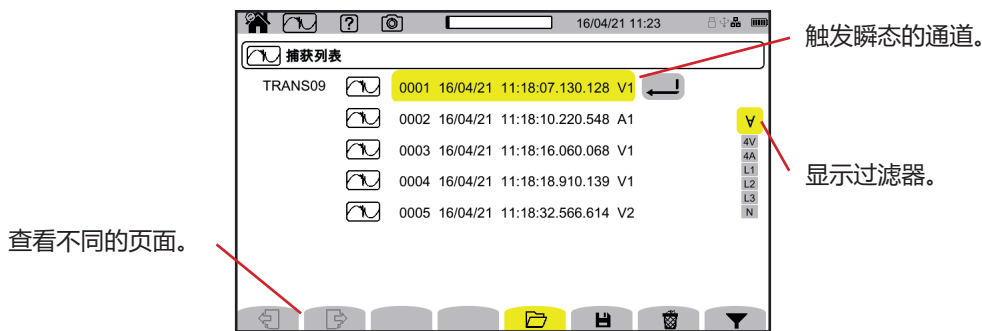 16/04/21 11:23
捕获列表
触发瞬态的通道。
TRANS09 0001 16/04/21 11:18:07.130.128 V1
0002 16/04/21 11:18:10.220.548 A1
0003 16/04/21 11:18:16.060.068 V1
0004 16/04/21 11:18:18.910.139 V1
0005 16/04/21 11:18:32.566.614 V2
∀
4V
4A
L1
L2
L3
N
显示过滤器。
查看不同的页面。